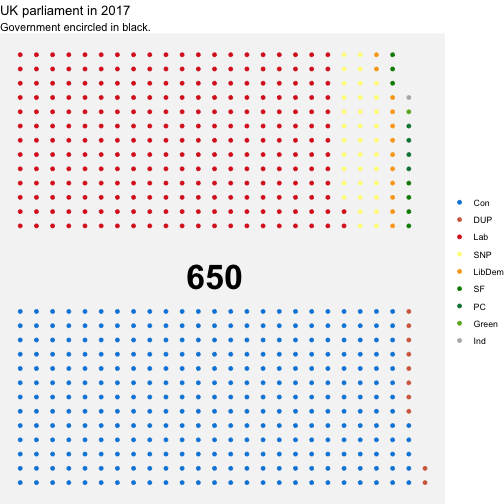 UK parliament in 2017
Government encircled in black.
650
Con
DUP
Lab
SNP
LibDem
SF
PC
Green
Ind